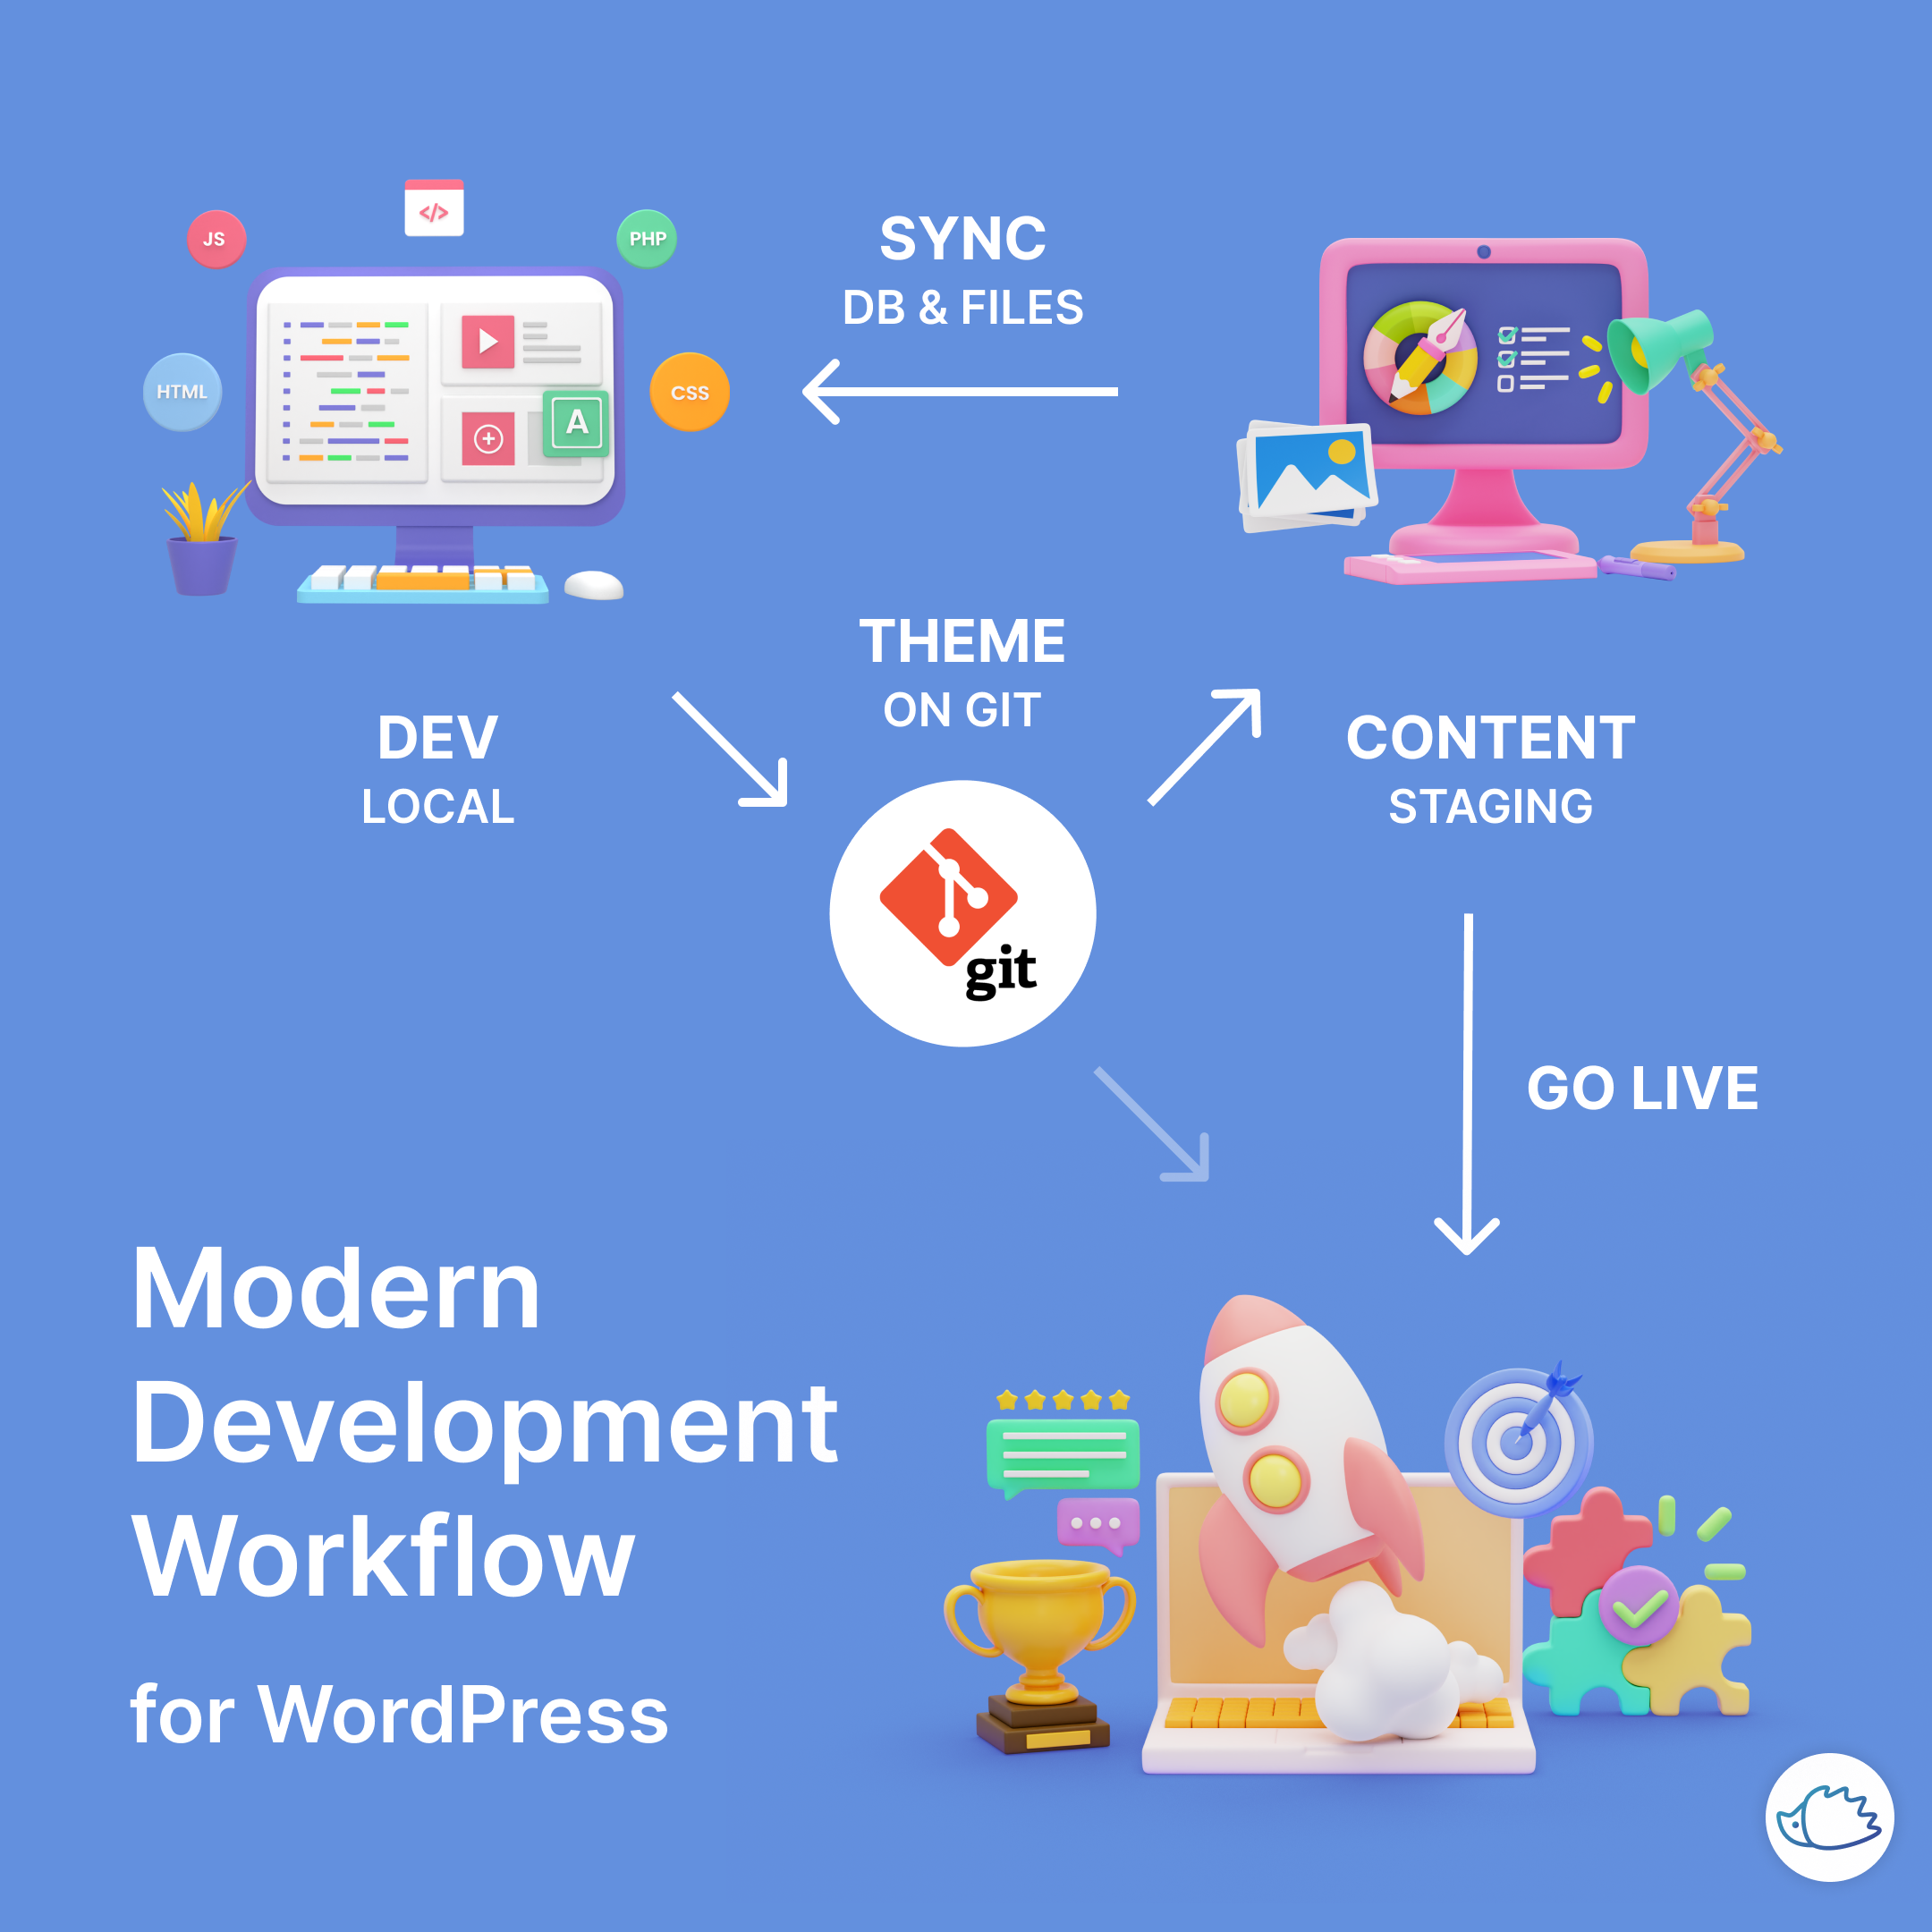 </>
JS
PHP
HTML
CSS
A
SYNC
DB & FILES
THEME
ON GIT
DEV
LOCAL
CONTENT
STAGING
git
GO LIVE
Modern
Development
Workflow
for WordPress